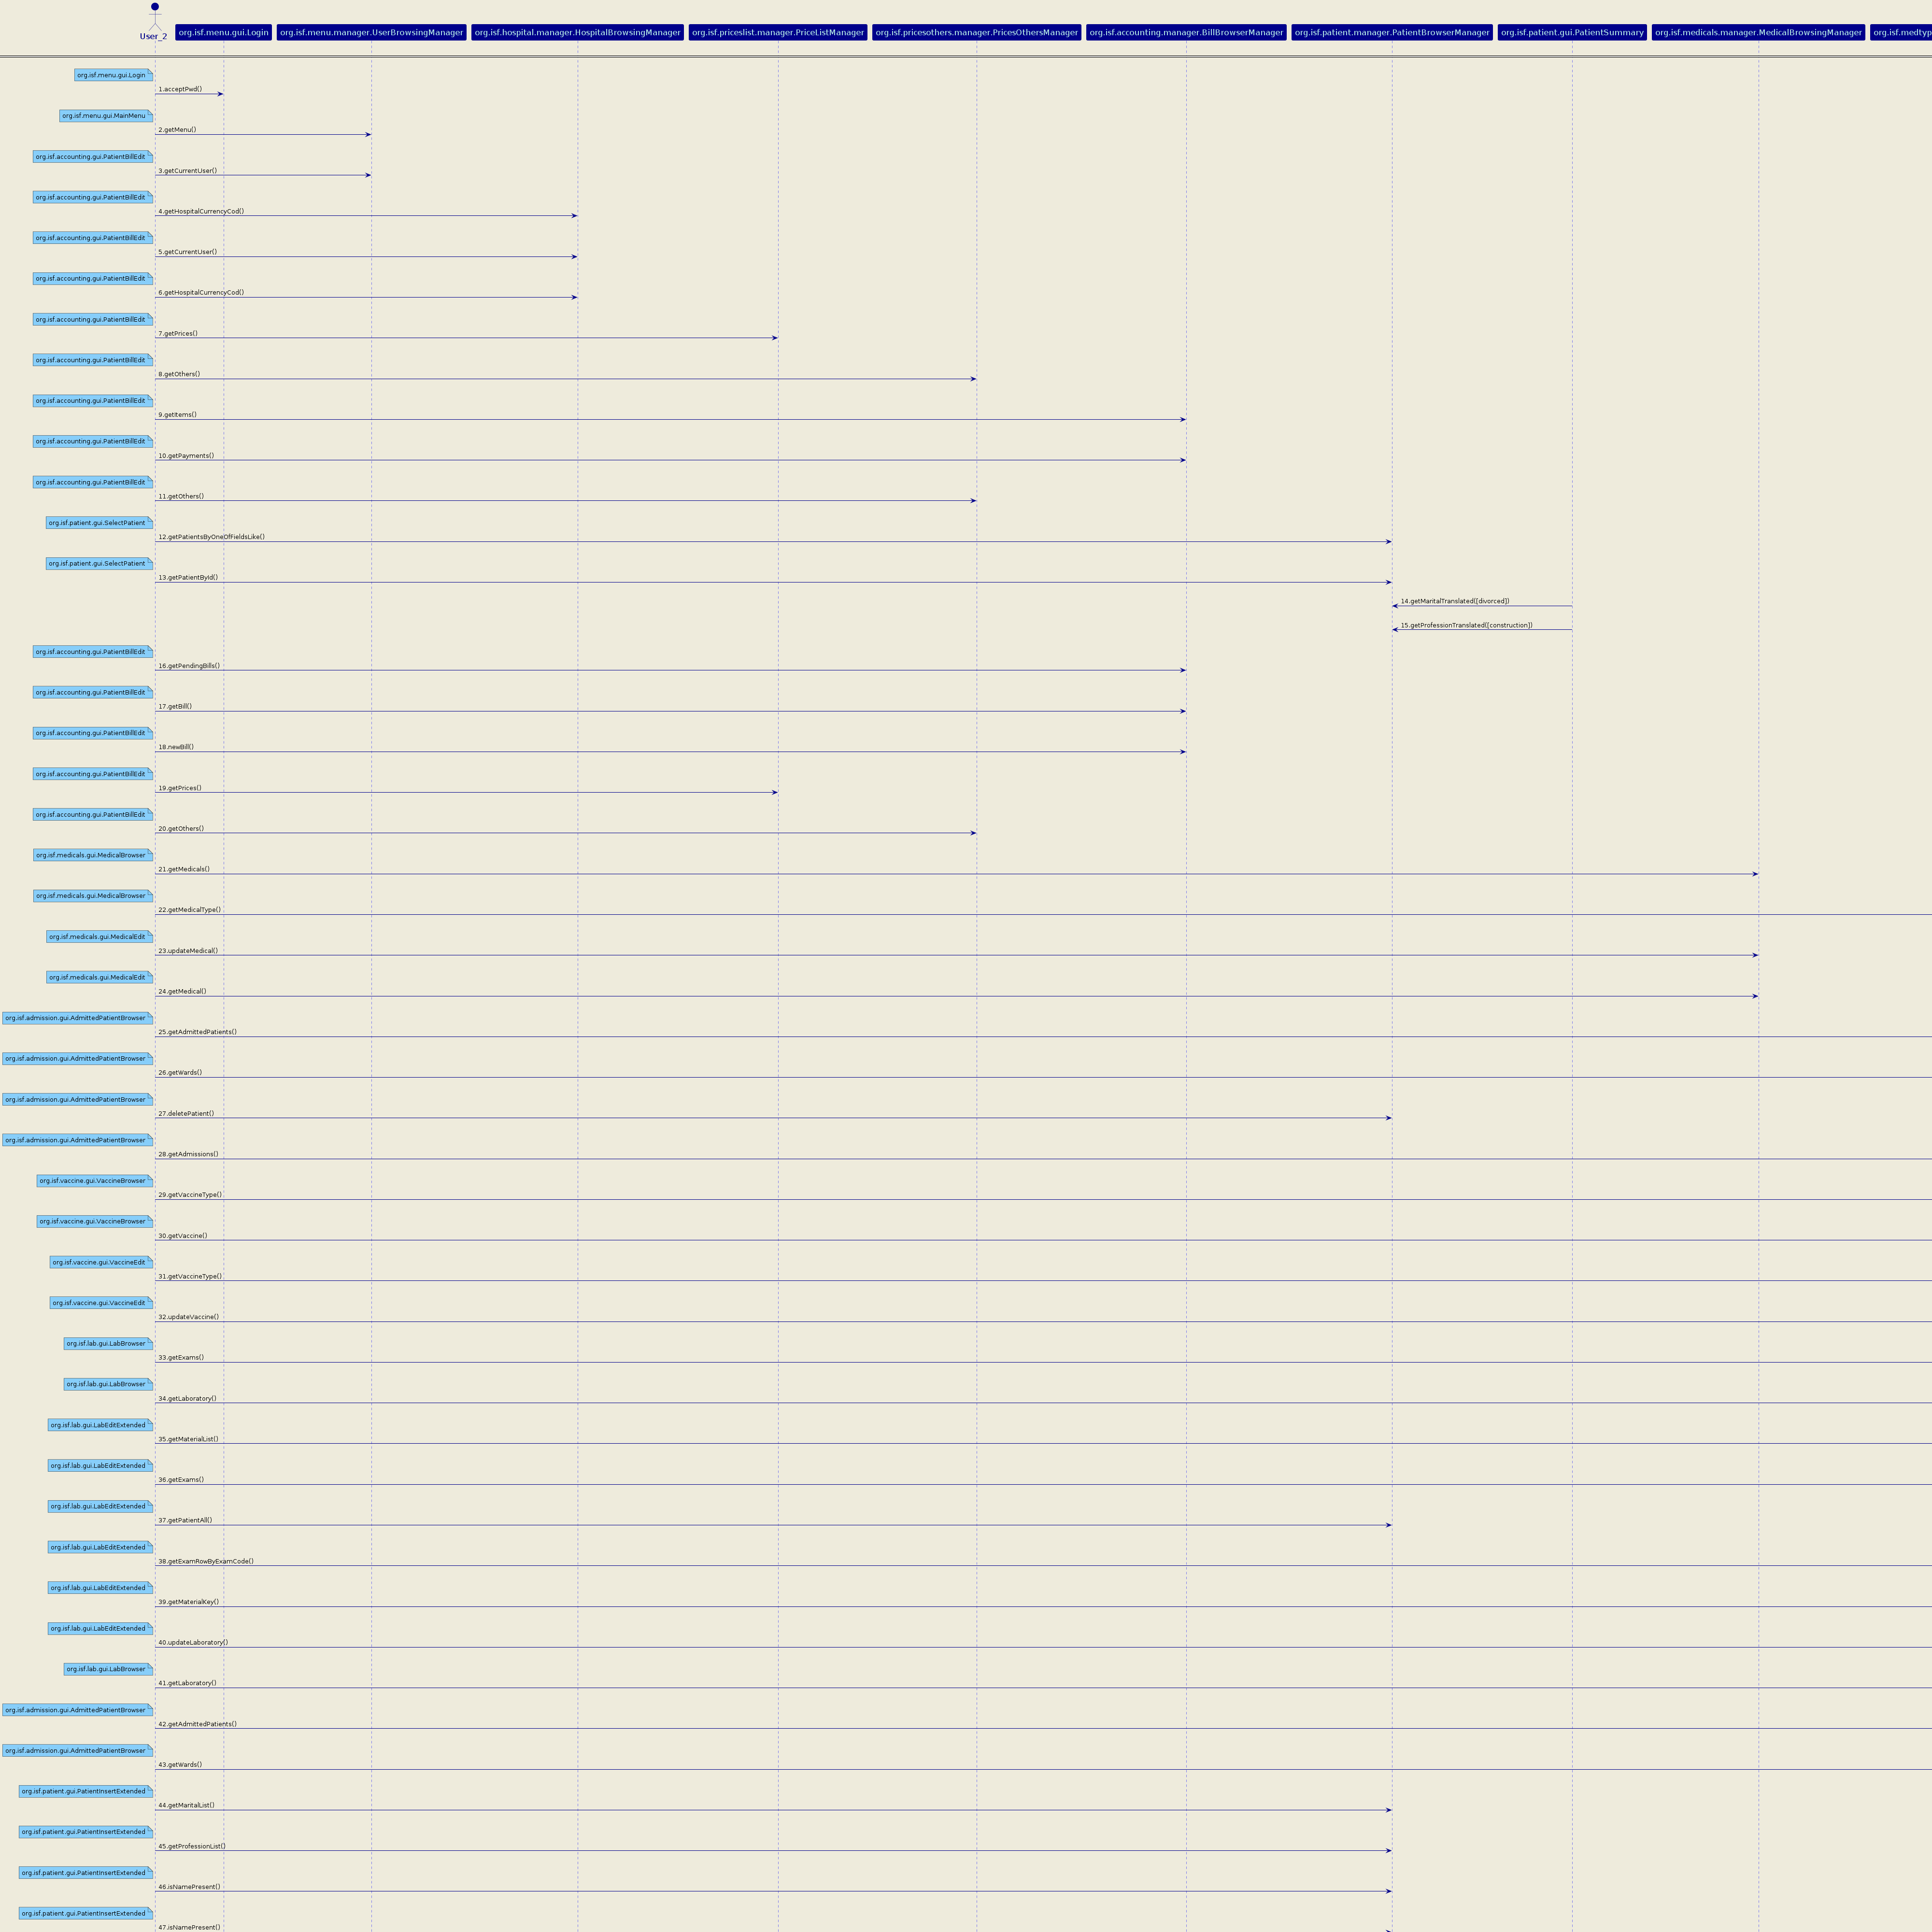 User_2
org.isf.menu.gui.Login
org.isf.menu.manager.UserBrowsingManager
org.isf.hospital.manager.HospitalBrowsingManager
org.isf.priceslist.manager.PriceListManager
org.isf.pricesothers.manager.PricesOthersManager
org.isf.accounting.manager.BillBrowserManager
org.isf.patient.manager.PatientBrowserManager
org.isf.patient.gui.PatientSummary
org.isf.medicals.manager.MedicalBrowsingManager
org.isf.medtyp
org.isf.menu.gui.Login
1.acceptPwd()
org.isf.menu.gui.MainMenu
2.getMenu()
org.isf.accounting.gui.PatientBillEdit
3.getCurrentUser()
org.isf.accounting.gui.PatientBillEdit
4.getHospitalCurrencyCod()
org.isf.accounting.gui.PatientBillEdit
5.getCurrentUser()
org.isf.accounting.gui.PatientBillEdit
6.getHospitalCurrencyCod()
org.isf.accounting.gui.PatientBillEdit
7.getPrices()
org.isf.accounting.gui.PatientBillEdit
8.getOthers()
org.isf.accounting.gui.PatientBillEdit
9.getItems()
org.isf.accounting.gui.PatientBillEdit
10.getPayments()
org.isf.accounting.gui.PatientBillEdit
11.getOthers()
org.isf.patient.gui.SelectPatient
12.getPatientsByOneOfFieldsLike()
org.isf.patient.gui.SelectPatient
13.getPatientById()
14.getMaritalTranslated([divorced])
15.getProfessionTranslated([construction])
org.isf.accounting.gui.PatientBillEdit
16.getPendingBills()
org.isf.accounting.gui.PatientBillEdit
17.getBill()
org.isf.accounting.gui.PatientBillEdit
18.newBill()
org.isf.accounting.gui.PatientBillEdit
19.getPrices()
org.isf.accounting.gui.PatientBillEdit
20.getOthers()
org.isf.medicals.gui.MedicalBrowser
21.getMedicals()
org.isf.medicals.gui.MedicalBrowser
22.getMedicalType()
org.isf.medicals.gui.MedicalEdit
23.updateMedical()
org.isf.medicals.gui.MedicalEdit
24.getMedical()
org.isf.admission.gui.AdmittedPatientBrowser
25.getAdmittedPatients()
org.isf.admission.gui.AdmittedPatientBrowser
26.getWards()
org.isf.admission.gui.AdmittedPatientBrowser
27.deletePatient()
org.isf.admission.gui.AdmittedPatientBrowser
28.getAdmissions()
org.isf.vaccine.gui.VaccineBrowser
29.getVaccineType()
org.isf.vaccine.gui.VaccineBrowser
30.getVaccine()
org.isf.vaccine.gui.VaccineEdit
31.getVaccineType()
org.isf.vaccine.gui.VaccineEdit
32.updateVaccine()
org.isf.lab.gui.LabBrowser
33.getExams()
org.isf.lab.gui.LabBrowser
34.getLaboratory()
org.isf.lab.gui.LabEditExtended
35.getMaterialList()
org.isf.lab.gui.LabEditExtended
36.getExams()
org.isf.lab.gui.LabEditExtended
37.getPatientAll()
org.isf.lab.gui.LabEditExtended
38.getExamRowByExamCode()
org.isf.lab.gui.LabEditExtended
39.getMaterialKey()
org.isf.lab.gui.LabEditExtended
40.updateLaboratory()
org.isf.lab.gui.LabBrowser
41.getLaboratory()
org.isf.admission.gui.AdmittedPatientBrowser
42.getAdmittedPatients()
org.isf.admission.gui.AdmittedPatientBrowser
43.getWards()
org.isf.patient.gui.PatientInsertExtended
44.getMaritalList()
org.isf.patient.gui.PatientInsertExtended
45.getProfessionList()
org.isf.patient.gui.PatientInsertExtended
46.isNamePresent()
org.isf.patient.gui.PatientInsertExtended
47.isNamePresent()